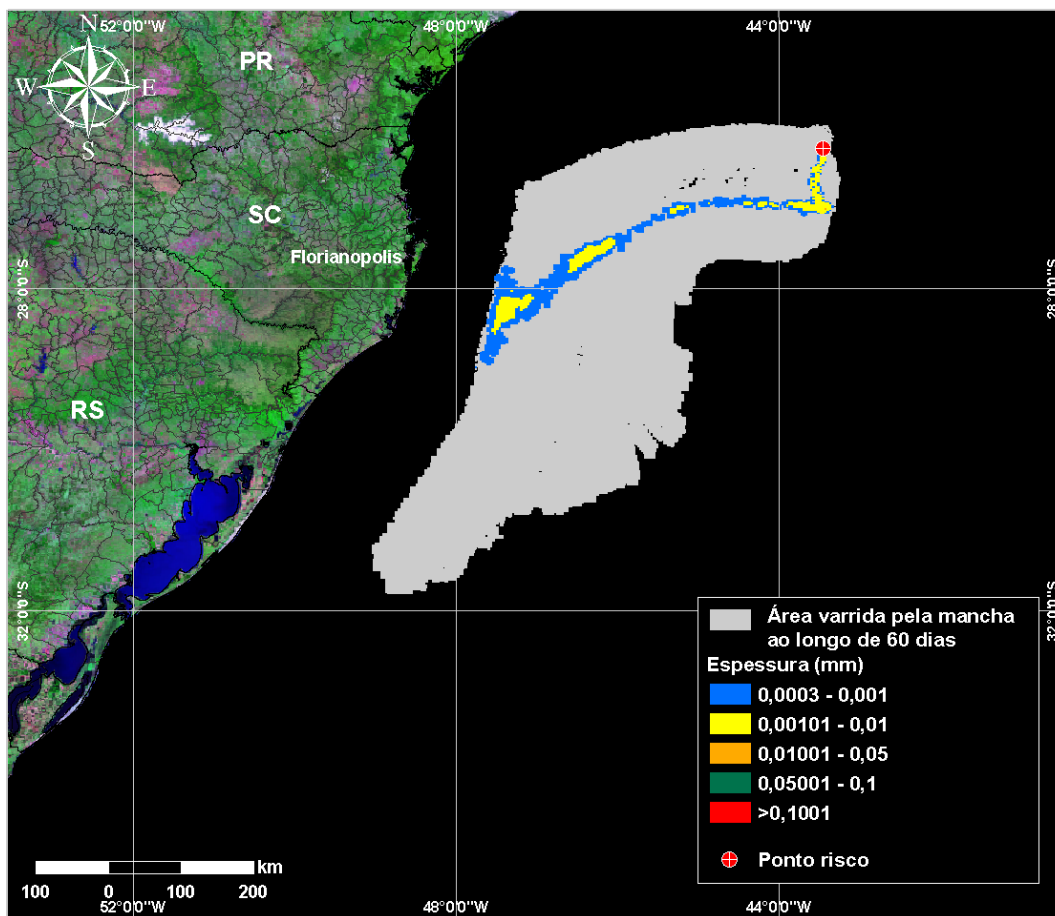 52°0'0"W
48°0'0"W
44°0'0"W
N
W
E
S
PR
SC
Florianopolis
28°0'0"S
28°0'0"S
RS
32°0'0"S
32°0'0"S
Área varrida pela mancha
ao longo de 60 dias
Espessura (mm)
0,0003 - 0,001
0,00101 - 0,01
0,01001 - 0,05
0,05001 - 0,1
>0,1001
Ponto risco
km
100 0 100 200
52°0'0"W
48°0'0"W
44°0'0"W